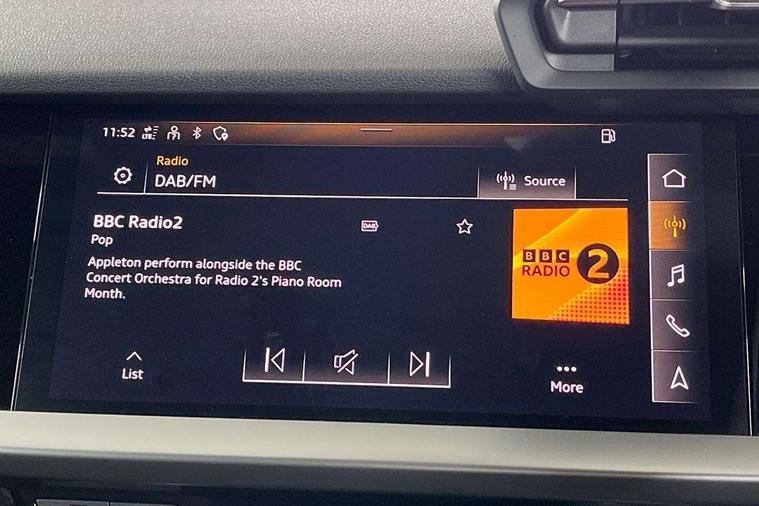 11:52 LTE
Radio
DAB/FM
Source
BBC Radio2
DAB
Pop
Appleton perform alongside the BBC
Concert Orchestra for Radio 2's Piano Room
Month.
BBC
RADIO 2
List
More